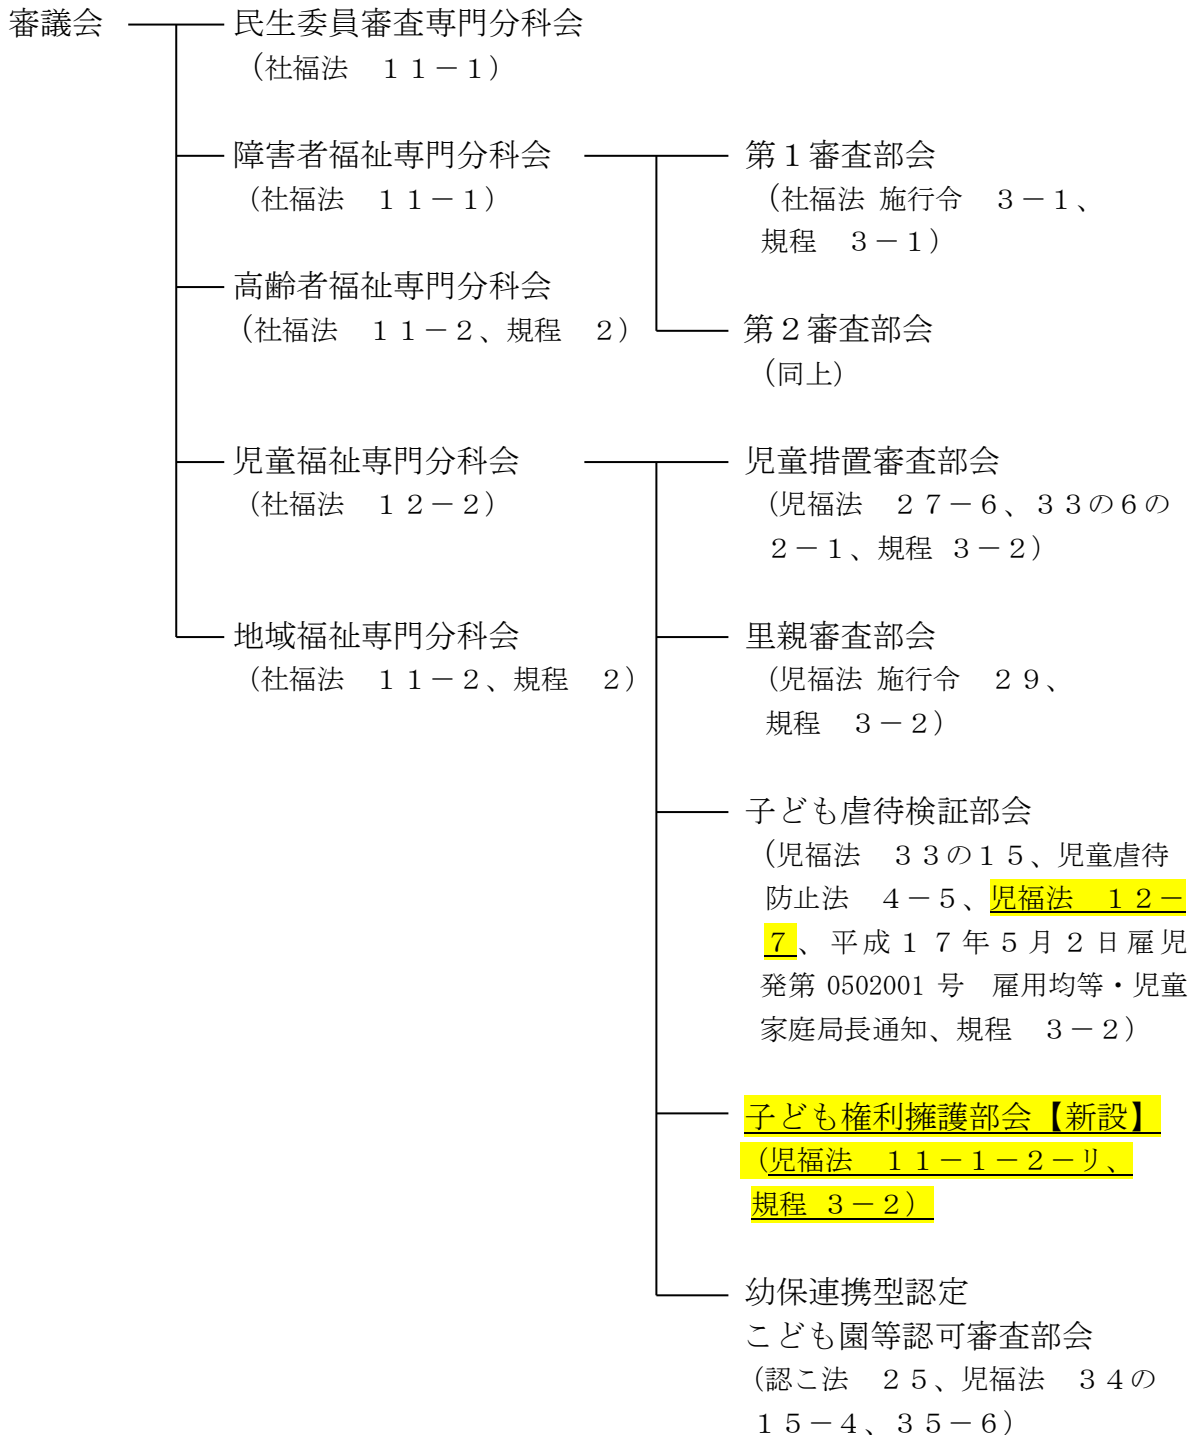 審議会
民生委員審査専門分科会
(社福法　１１－１)
障害者福祉専門分科会
(社福法　１１－１)
第１審査部会
(社福法 施行令　３－１、
規程　３－１)
高齢者福祉専門分科会
(社福法　１１－２、規程　２)
第２審査部会
(同上)
児童福祉専門分科会
(社福法　１２－２)
児童措置審査部会
(児福法　２７－６、３３の６の
２－１、規程 ３－２)
地域福祉専門分科会
(社福法　１１－２、規程　２)
里親審査部会
(児福法 施行令　２９、
規程　３－２)
子ども虐待検証部会
(児福法　３３の１５、児童虐待
防止法　４－５、児福法　１２－
７、平成１７年５月２日雇児
発第 0502001 号　雇用均等・児童
家庭局長通知、規程　３－２)
子ども権利擁護部会【新設】
(児福法　１１－１－２－リ、
規程 ３－２)
幼保連携型認定
こども園等認可審査部会
(認こ法　２５、児福法　３４の
１５－４、３５－６)